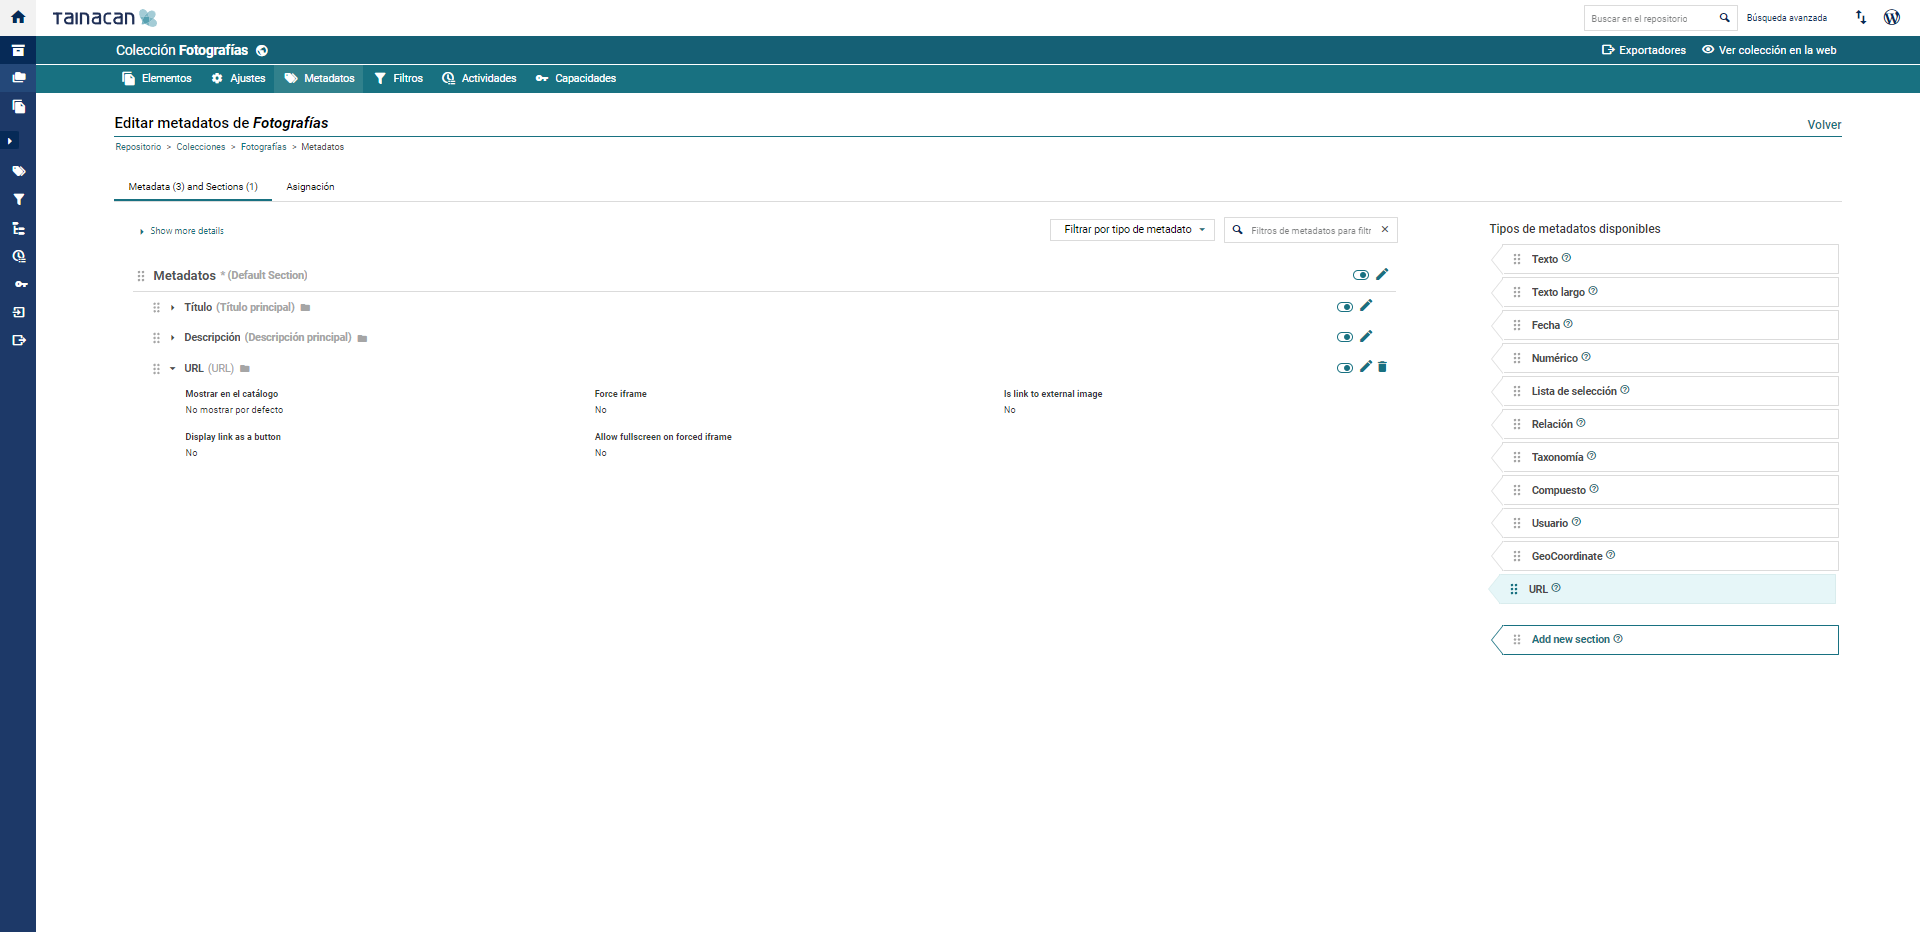 TAINACAN
Buscar en el repositorio
Búsqueda avanzada
Colección Fotografías
Exportadores
Ver colección en la web
Elementos
Ajustes
Metadatos
Filtros
Actividades
Capacidades
Editar metadatos de Fotografías
Volver
Repositorio > Colecciones > Fotografías > Metadatos
Metadata (3) and Sections (1)
Asignación
Show more details
Filtrar por tipo de metadato
Filtros de metadatos para filtr
Metadatos * (Default Section)
Título (Título principal)
Descripción (Descripción principal)
URL (URL)
Mostrar en el catálogo
No mostrar por defecto
Force iframe
No
Is link to external image
No
Display link as a button
No
Allow fullscreen on forced iframe
No
Tipos de metadatos disponibles
Texto
Texto largo
Fecha
Numérico
Lista de selección
Relación
Taxonomía
Compuesto
Usuario
GeoCoordinate
URL
Add new section